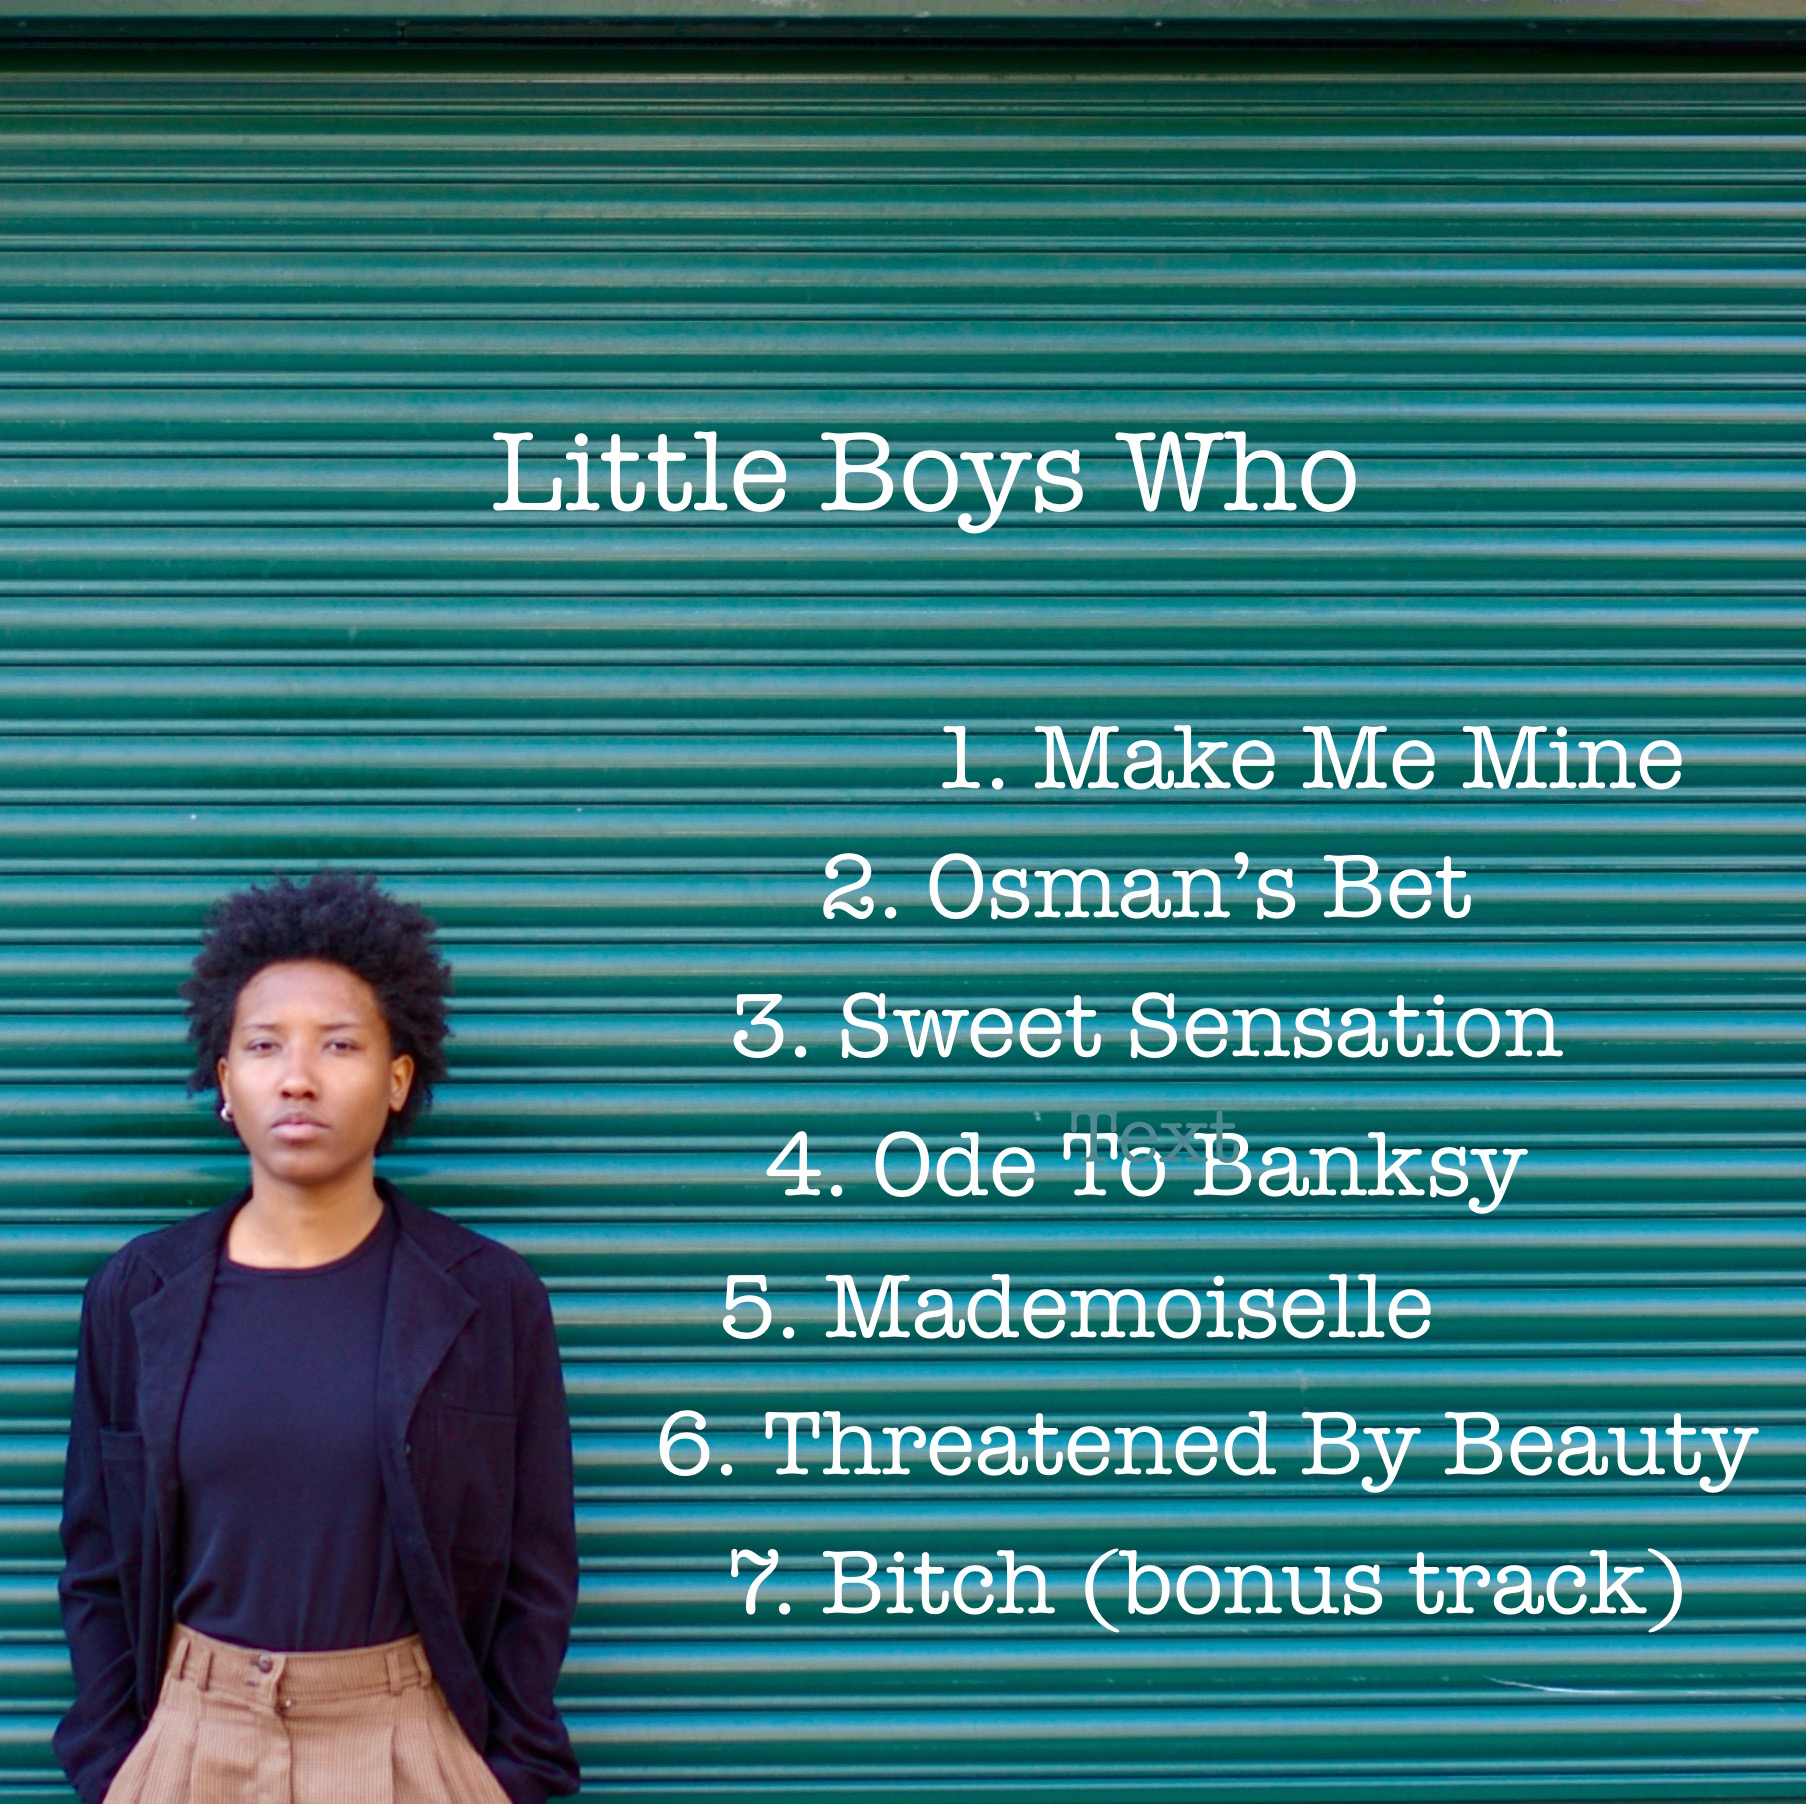 Little Boys Who
1. Make Me Mine
2. Osman’s Bet
3. Sweet Sensation
Text
4. Ode To Banksy
5. Mademoiselle
6. Threatened By Beauty
7. Bitch (bonus track)